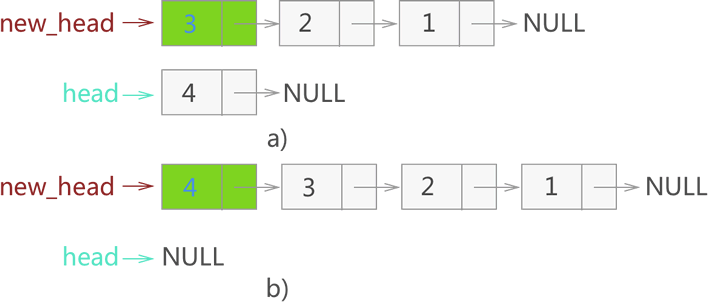 new_head 3 2 1 NULL
head 4 NULL
a)
new_head 4 3 2 1 NULL
head NULL
b)